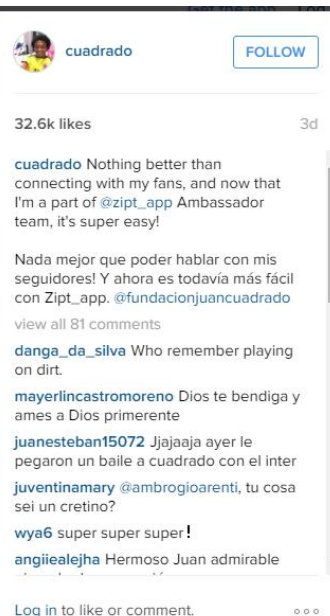 cuadrado
FOLLOW
32.6k likes
3d
cuadrado Nothing better than
connecting with my fans, and now that
I'm a part of @zipt_app Ambassador
team, it's super easy!
Nada mejor que poder hablar con mis
seguidores! Y ahora es todavía más fácil
con Zipt_app. @fundacionjuancuadrado
view all 81 comments
danga_da_silva Who remember playing
on dirt.
mayerlincastromoreno Dios te bendiga y
ames a Dios primerente
juanesteban15072 Jjajaaja ayer le
pegaron un baile a cuadrado con el inter
juventinamary @ambrogioarenti, tu cosa
sei un cretino?
wya6 super super super!
angiiealejha Hermoso Juan admirable
Log in to like or comment.